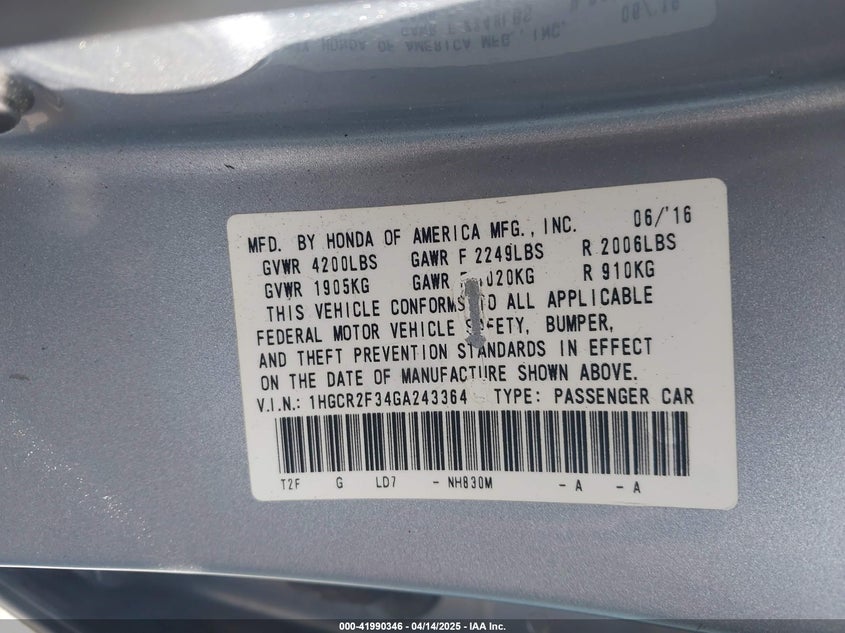 MFD. BY HONDA OF AMERICA MFG., INC. 06/'16
GVWR 4200LBS GAWR F 2249LBS R 2006LBS
GVWR 1905KG GAWR 1020KG R 910KG
THIS VEHICLE CONFORMS TO ALL APPLICABLE
FEDERAL MOTOR VEHICLE SAFETY, BUMPER,
AND THEFT PREVENTION STANDARDS IN EFFECT
ON THE DATE OF MANUFACTURE SHOWN ABOVE.
V.I.N.: 1HGCR2F34GA243364 TYPE: PASSENGER CAR
T2F G LD7 - NH830M - A - A
000-41990346 / 04/14/2025 - IAA Inc.